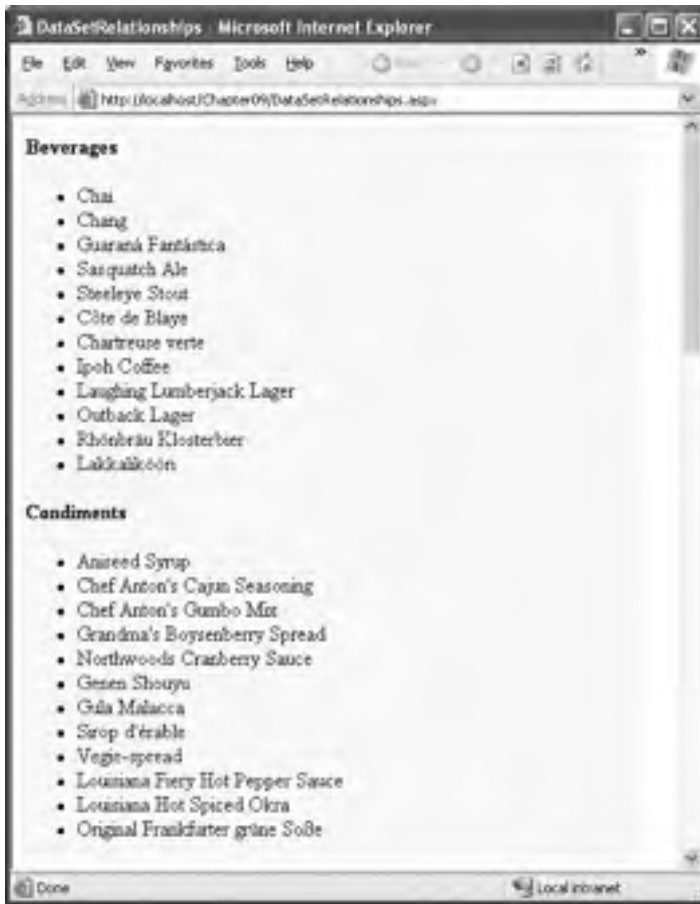 DataSetRelationships - Microsoft Internet Explorer
File Edit View Favorites Tools Help »
Address http://localhost/Chapter09/DataSetRelationships.aspx
Beverages
• Chai
• Chang
• Guaraná Fantástica
• Sasquatch Ale
• Steeleye Stout
• Côte de Blaye
• Chartreuse verte
• Ipoh Coffee
• Laughing Lumberjack Lager
• Outback Lager
• Rhönbräu Klosterbier
• Lakkalikööri
Condiments
• Aniseed Syrup
• Chef Anton's Cajun Seasoning
• Chef Anton's Gumbo Mix
• Grandma's Boysenberry Spread
• Northwoods Cranberry Sauce
• Genen Shouyu
• Gula Malacca
• Sirop d'érable
• Vegie-spread
• Louisiana Fiery Hot Pepper Sauce
• Louisiana Hot Spiced Okra
• Original Frankfurter grüne Soße
Done Local intranet